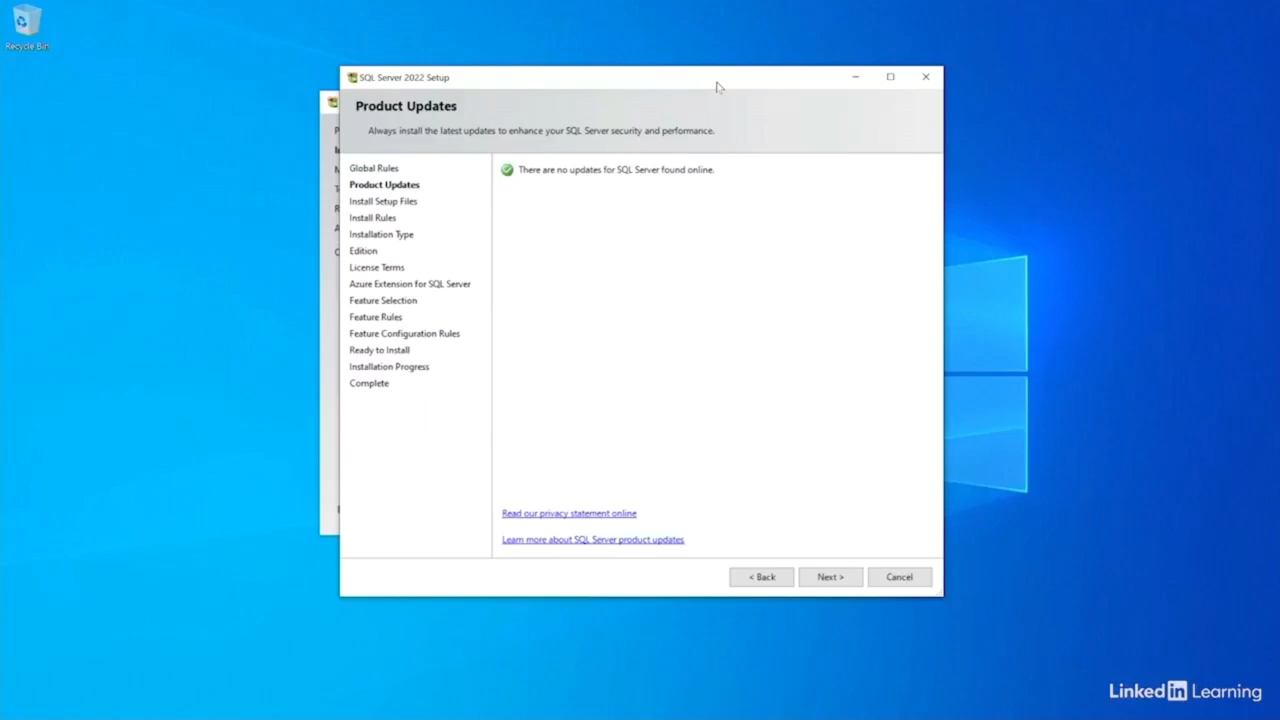 Recycle Bin
SQL Server 2022 Setup
Product Updates
Always install the latest updates to enhance your SQL Server security and performance.
Global Rules
Product Updates
Install Setup Files
Install Rules
Installation Type
Edition
License Terms
Azure Extension for SQL Server
Feature Selection
Feature Rules
Feature Configuration Rules
Ready to Install
Installation Progress
Complete
There are no updates for SQL Server found online.
Read our privacy statement online
Learn more about SQL Server product updates
< Back
Next >
Cancel
LinkedIn Learning